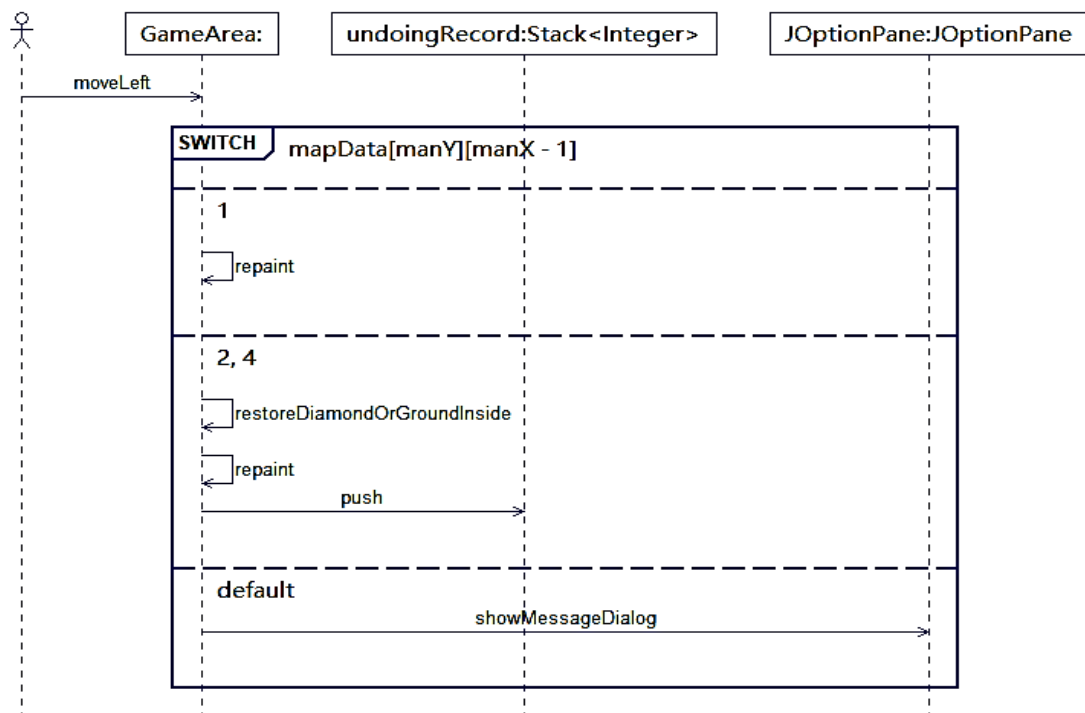 GameArea:
undoingRecord:Stack<Integer>
JOptionPane:JOptionPane
moveLeft
SWITCH
mapData[manY][manX - 1]
1
repaint
2, 4
restoreDiamondOrGroundInside
repaint
push
default
showMessageDialog